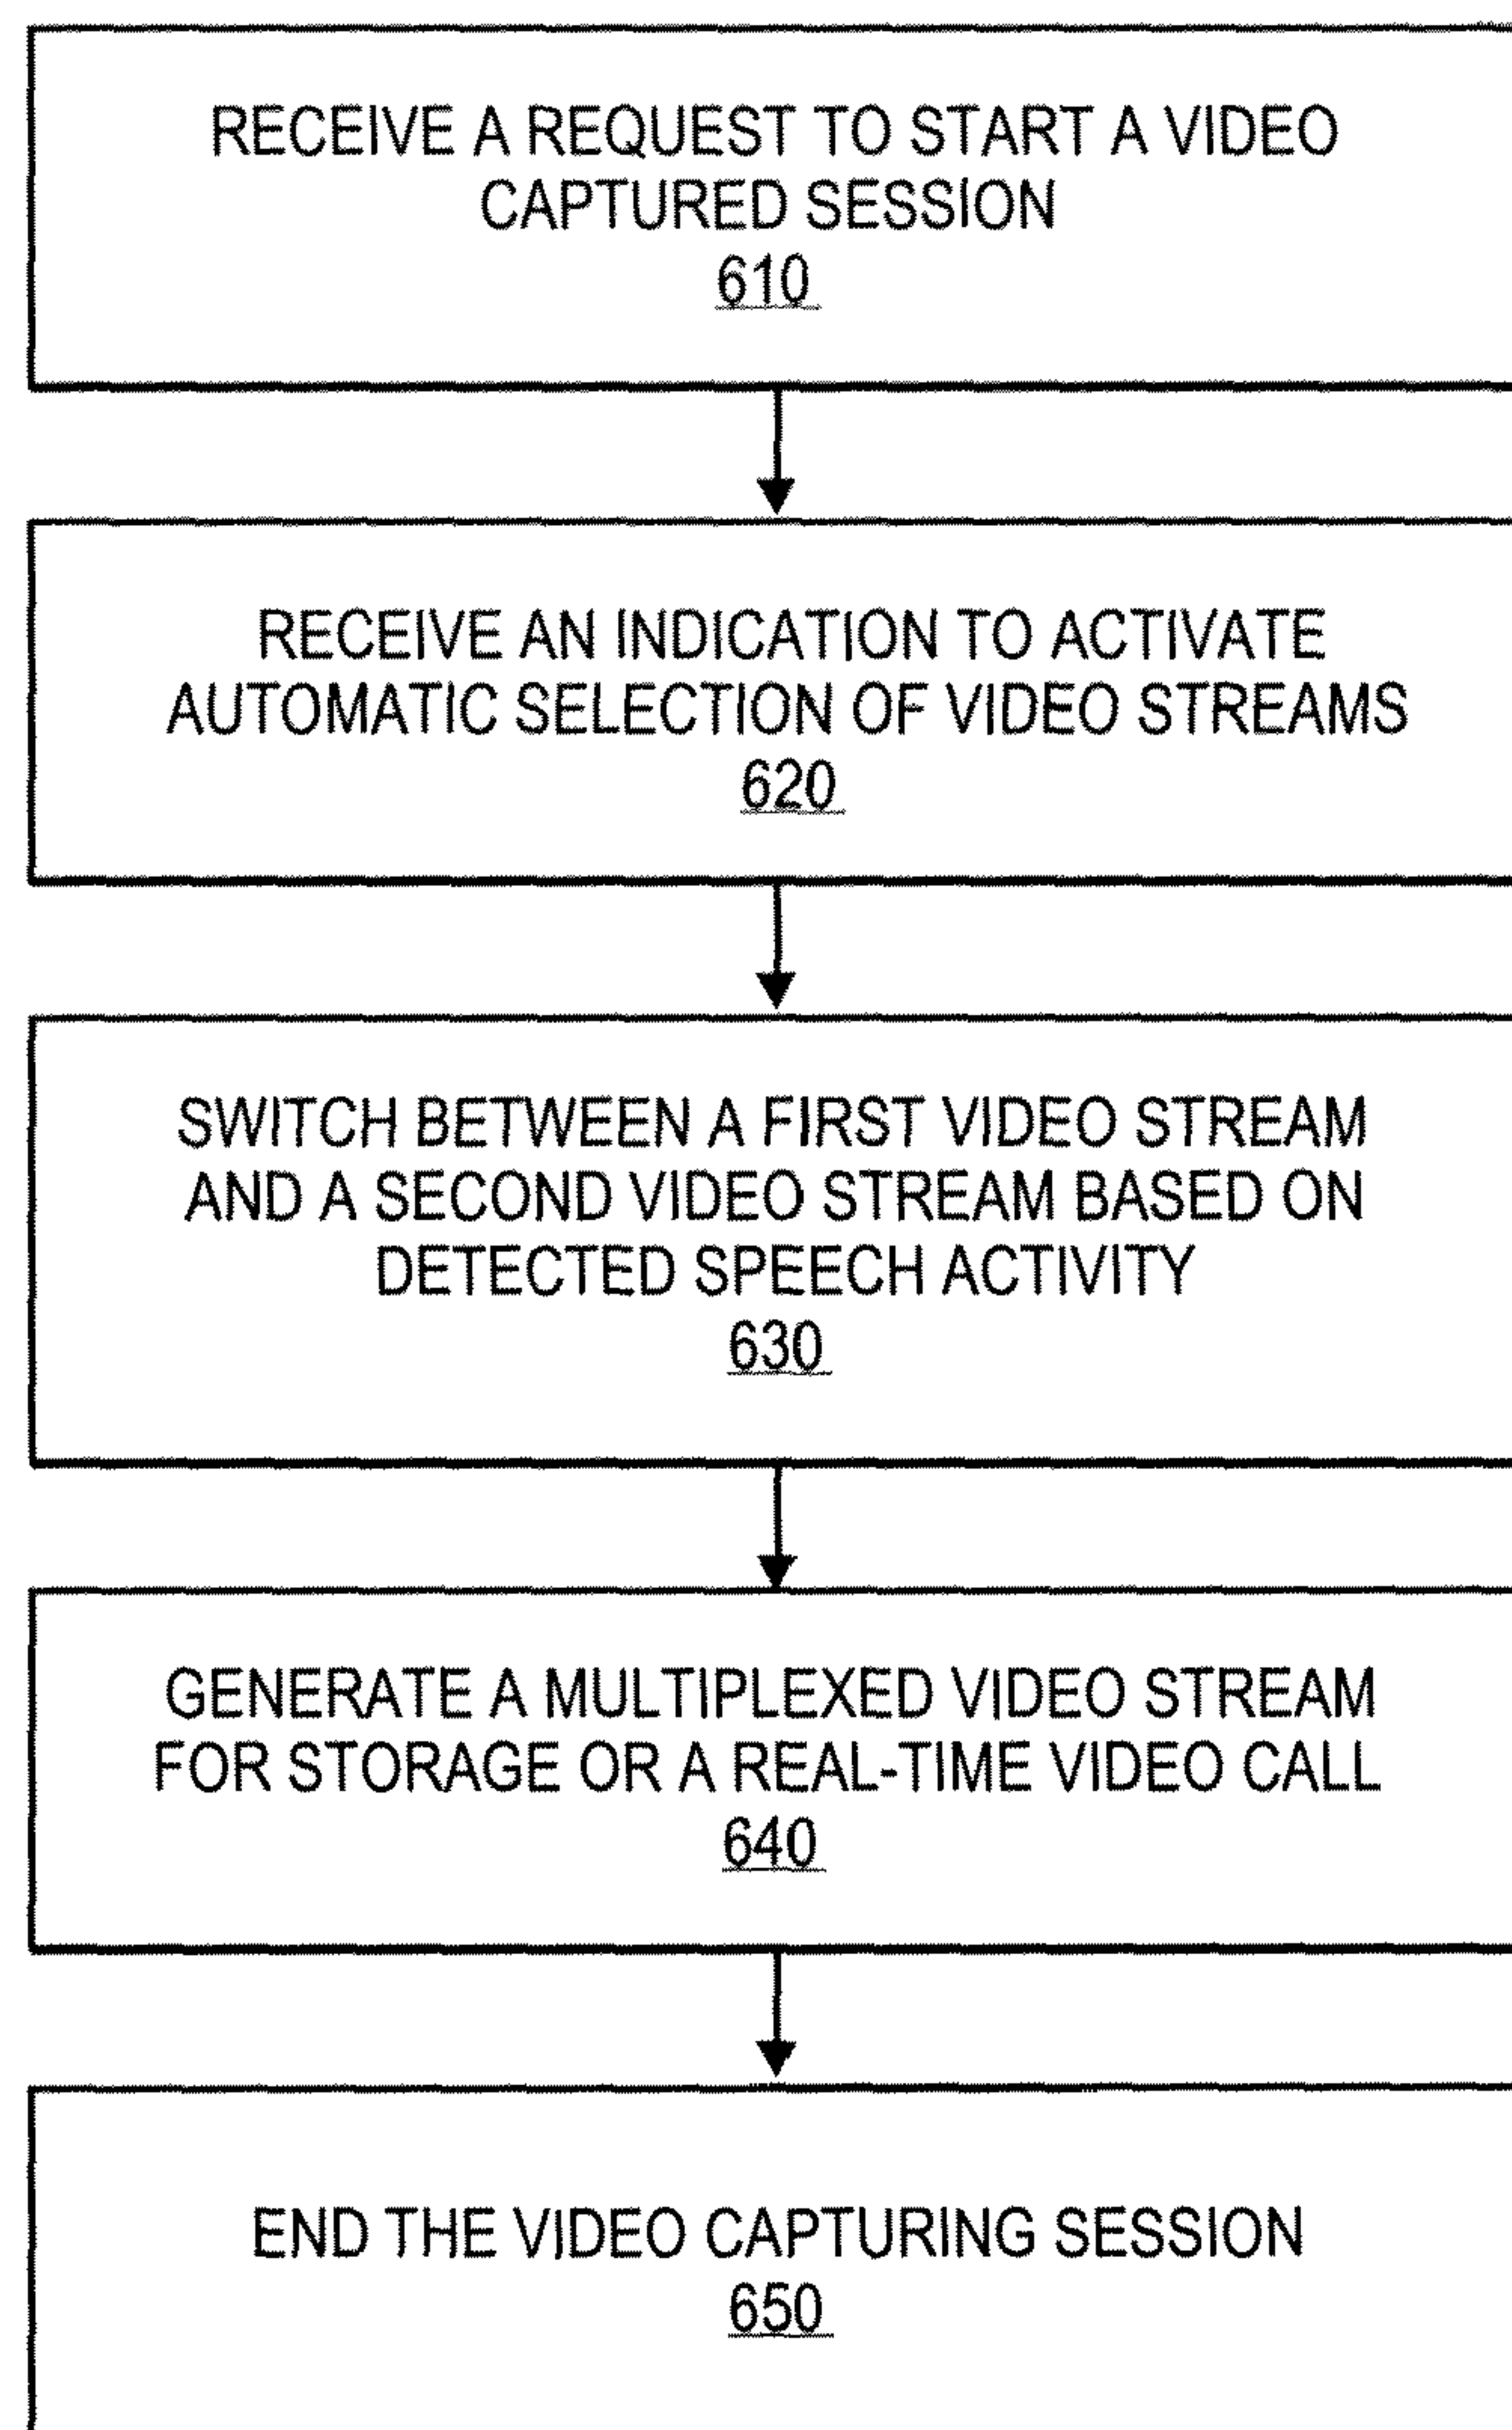 RECEIVE A REQUEST TO START A VIDEO
CAPTURED SESSION
610
RECEIVE AN INDICATION TO ACTIVATE
AUTOMATIC SELECTION OF VIDEO STREAMS
620
SWITCH BETWEEN A FIRST VIDEO STREAM
AND A SECOND VIDEO STREAM BASED ON
DETECTED SPEECH ACTIVITY
630
GENERATE A MULTIPLEXED VIDEO STREAM
FOR STORAGE OR A REAL-TIME VIDEO CALL
640
END THE VIDEO CAPTURING SESSION
650